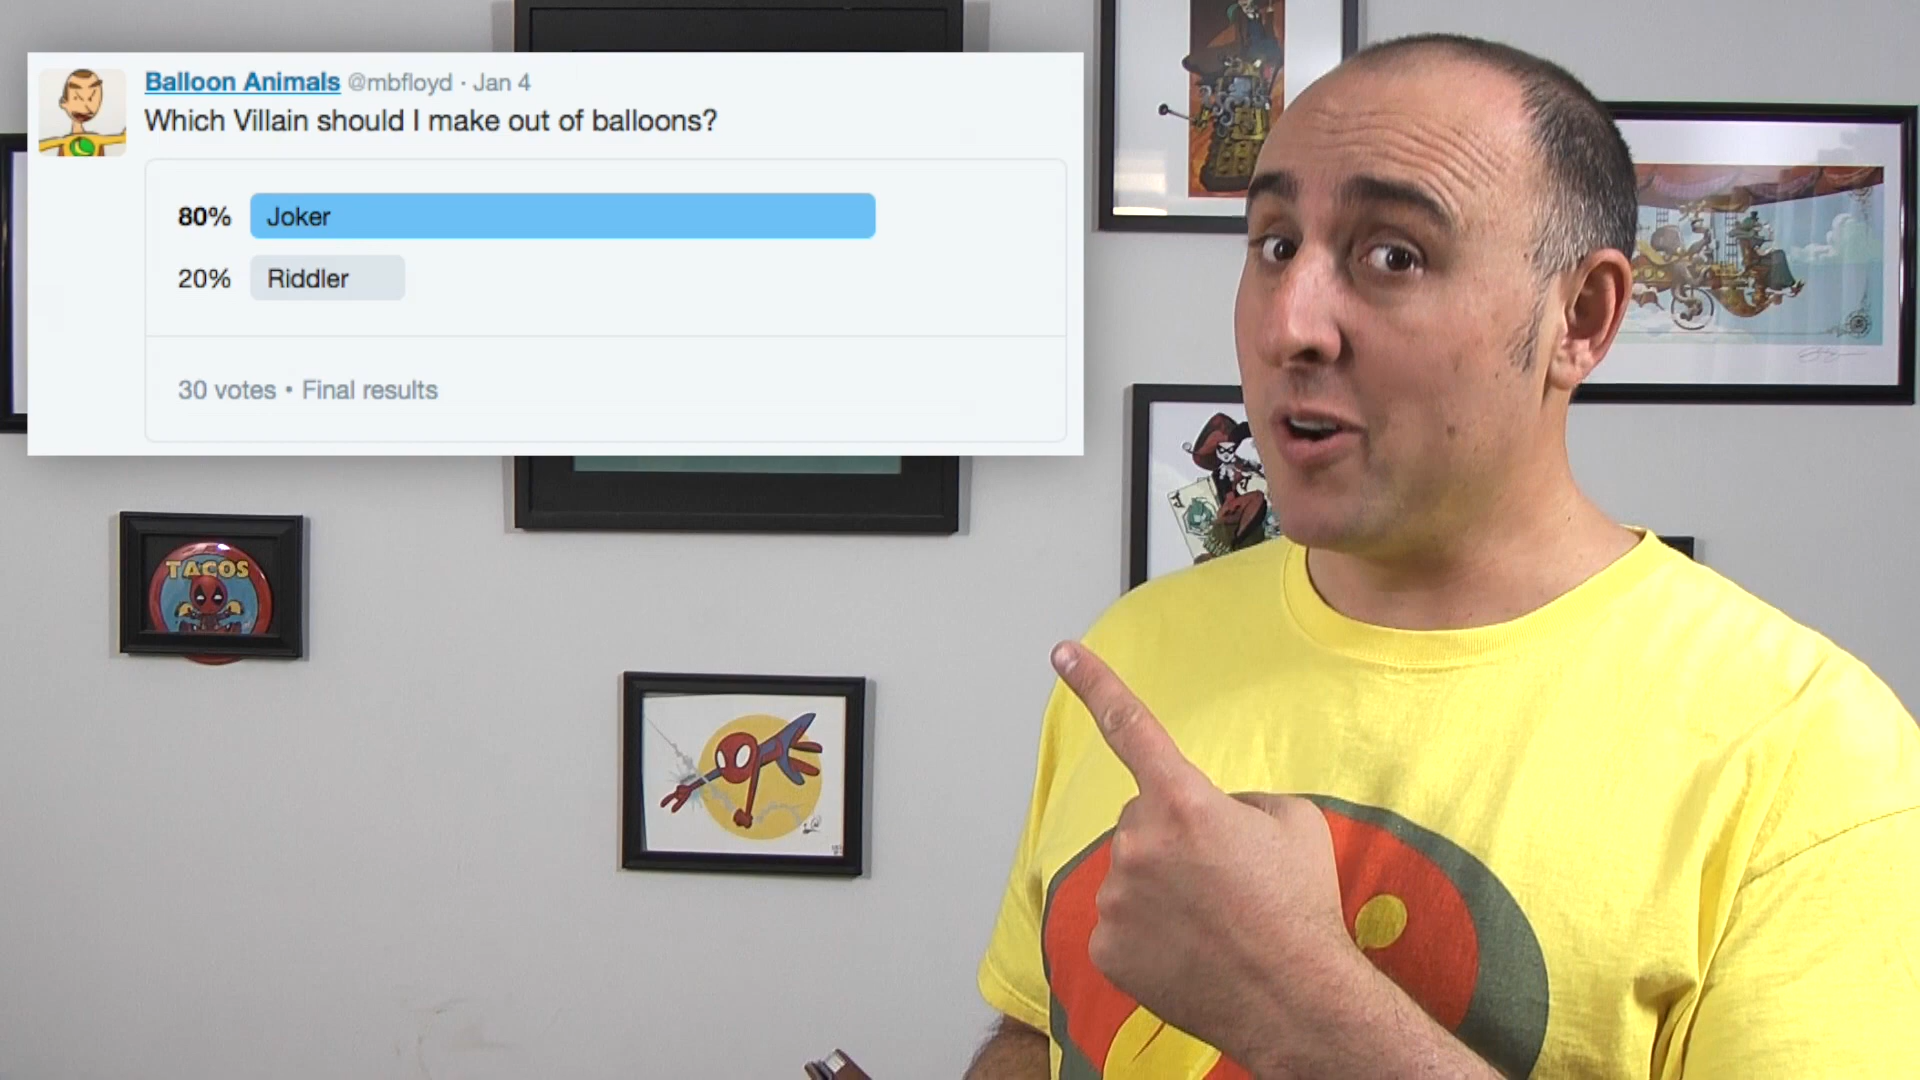 Balloon Animals @mbfloyd · Jan 4
Which Villain should I make out of balloons?
80% Joker
20% Riddler
30 votes • Final results
TACOS